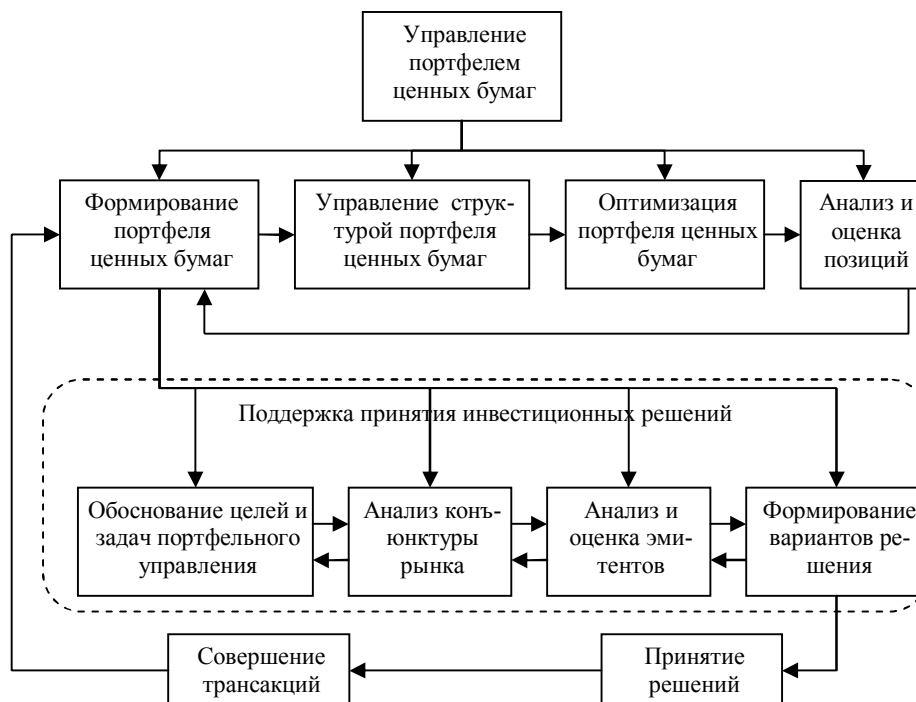 Управление
портфелем
ценных бумаг
Формирование
портфеля
ценных бумаг
Управление струк-
турой портфеля
ценных бумаг
Оптимизация
портфеля ценных
бумаг
Анализ и
оценка
позиций
Поддержка принятия инвестиционных решений
Обоснование целей и
задач портфельного
управления
Анализ конъ-
юнктуры
рынка
Анализ и
оценка эми-
тентов
Формирование
вариантов ре-
шения
Совершение
трансакций
Принятие
решений